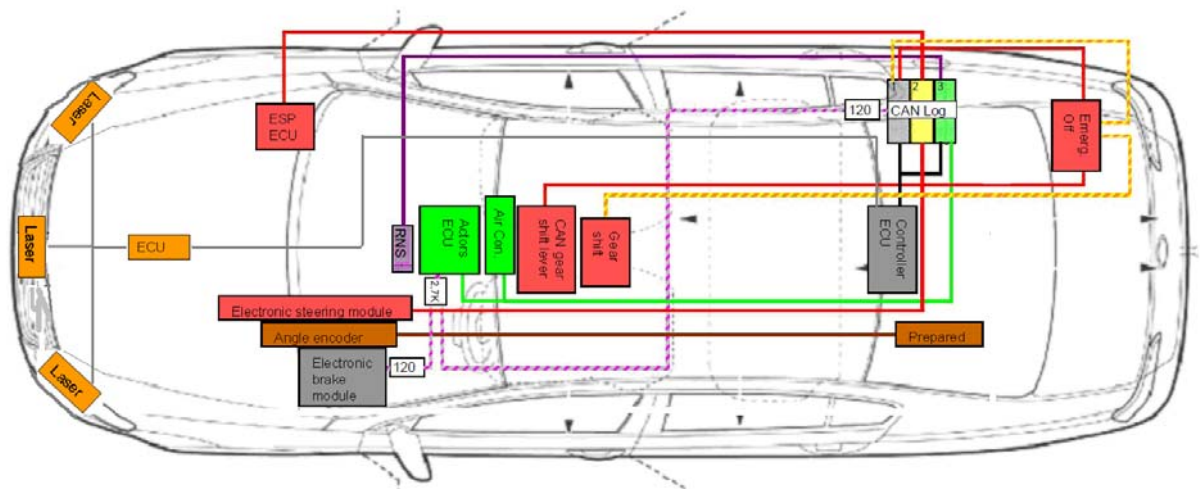 Laser
ESP
ECU
120
1 2 3
CAN Log
Emerg.
Off
Laser
ECU
RNS
Actors
ECU
Air Con.
CAN gear
shift lever
Gear
shift
Controller
ECU
2,7K
Electronic steering module
Angle encoder
Prepared
Laser
Electronic
brake
module
120